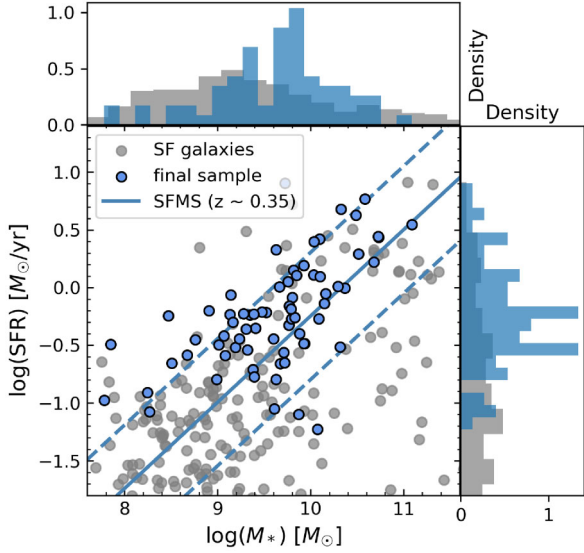 1.0
0.5
0.0
Density
Density
SF galaxies
final sample
SFMS (z ~ 0.35)
1.0
0.5
0.0
−0.5
−1.0
−1.5
log(SFR) [M⊙/yr]
8 9 10 11
0 1
log(M*) [M⊙]